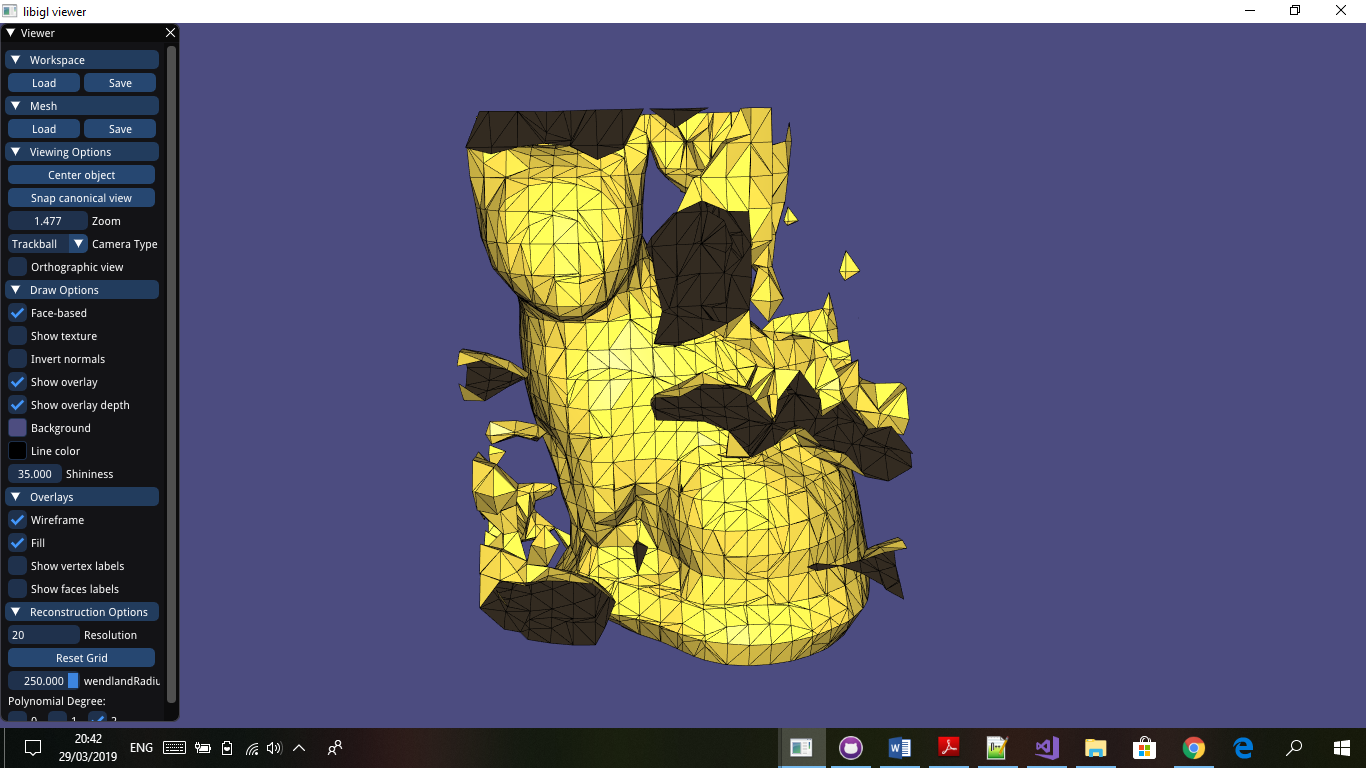 libigl viewer
Viewer
Workspace
Load Save
Mesh
Load Save
Viewing Options
Center object
Snap canonical view
1.477 Zoom
Trackball Camera Type
Orthographic view
Draw Options
Face-based
Show texture
Invert normals
Show overlay
Show overlay depth
Background
Line color
35.000 Shininess
Overlays
Wireframe
Fill
Show vertex labels
Show faces labels
Reconstruction Options
20 Resolution
Reset Grid
250.000 wendlandRadiu
Polynomial Degree:
0 1 2
20:42
ENG
29/03/2019